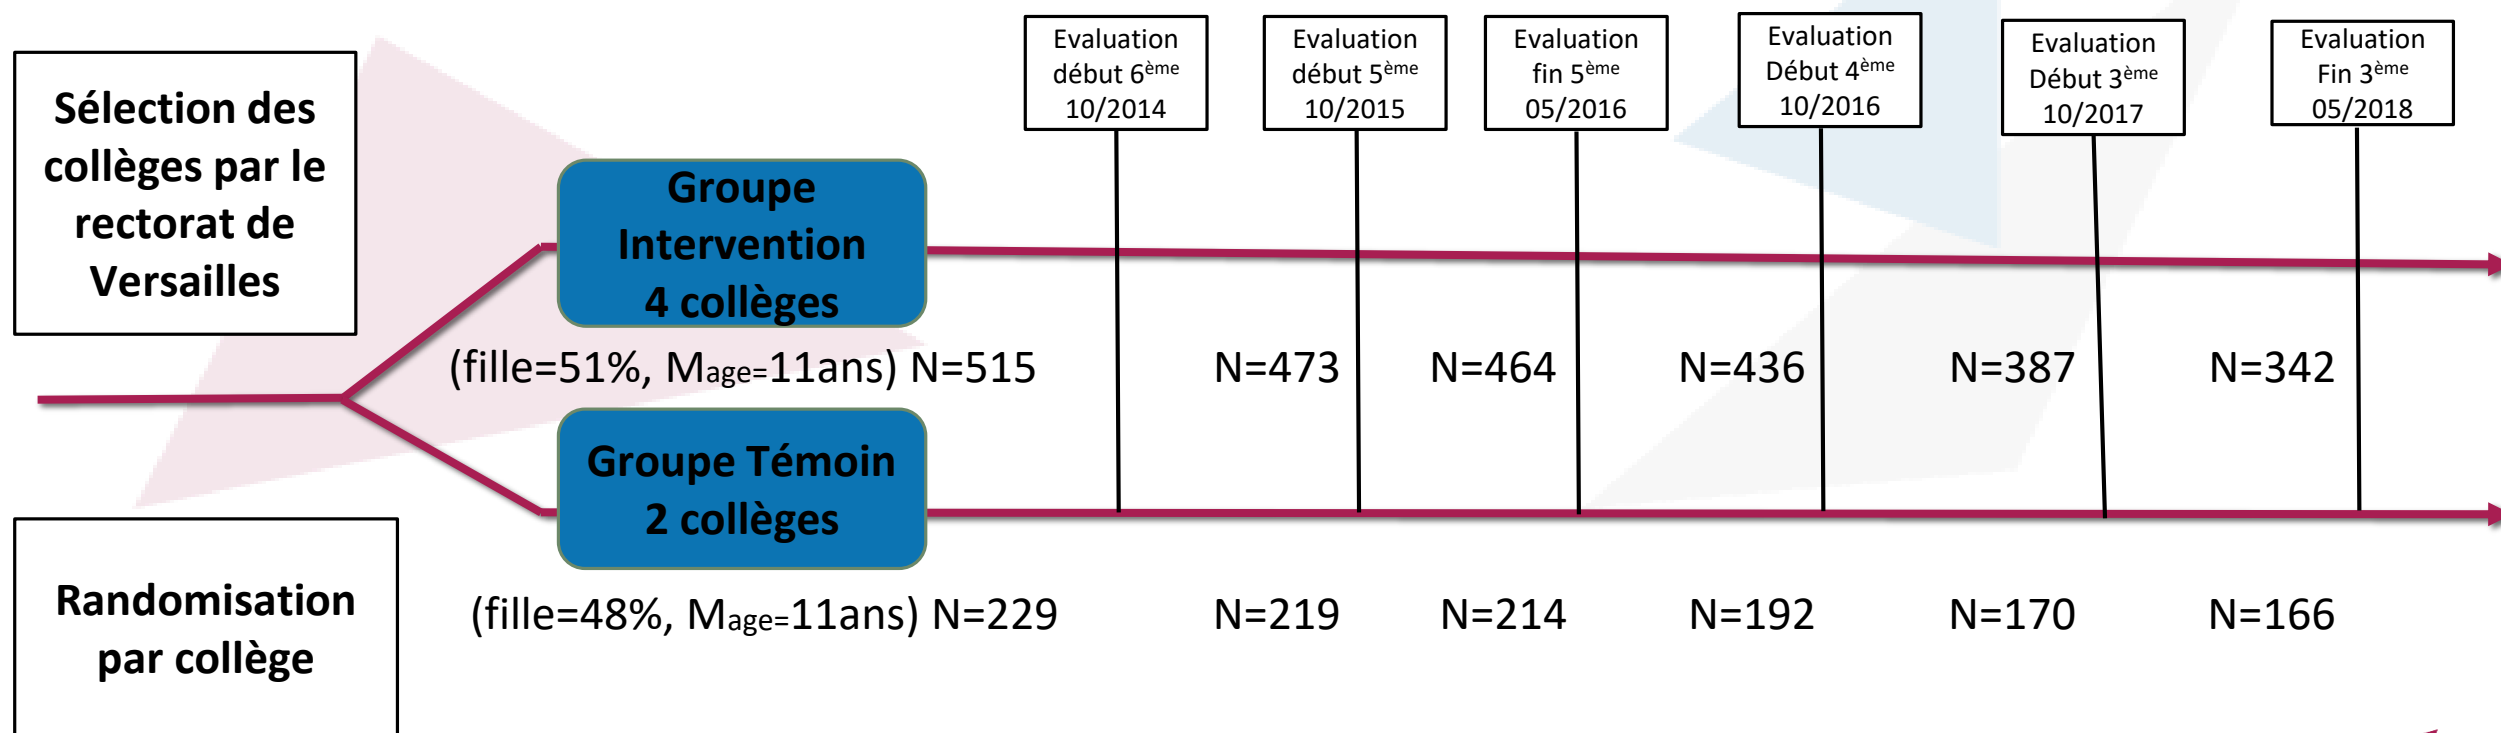 Sélection des
collèges par le
rectorat de
Versailles
Randomisation
par collège
Evaluation
début 6ème
10/2014
Evaluation
début 5ème
10/2015
Evaluation
fin 5ème
05/2016
Evaluation
Début 4ème
10/2016
Evaluation
Début 3ème
10/2017
Evaluation
Fin 3ème
05/2018
Groupe
Intervention
4 collèges
(fille=51%, Mage=11ans) N=515 N=473 N=464 N=436 N=387 N=342
Groupe Témoin
2 collèges
(fille=48%, Mage=11ans) N=229 N=219 N=214 N=192 N=170 N=166